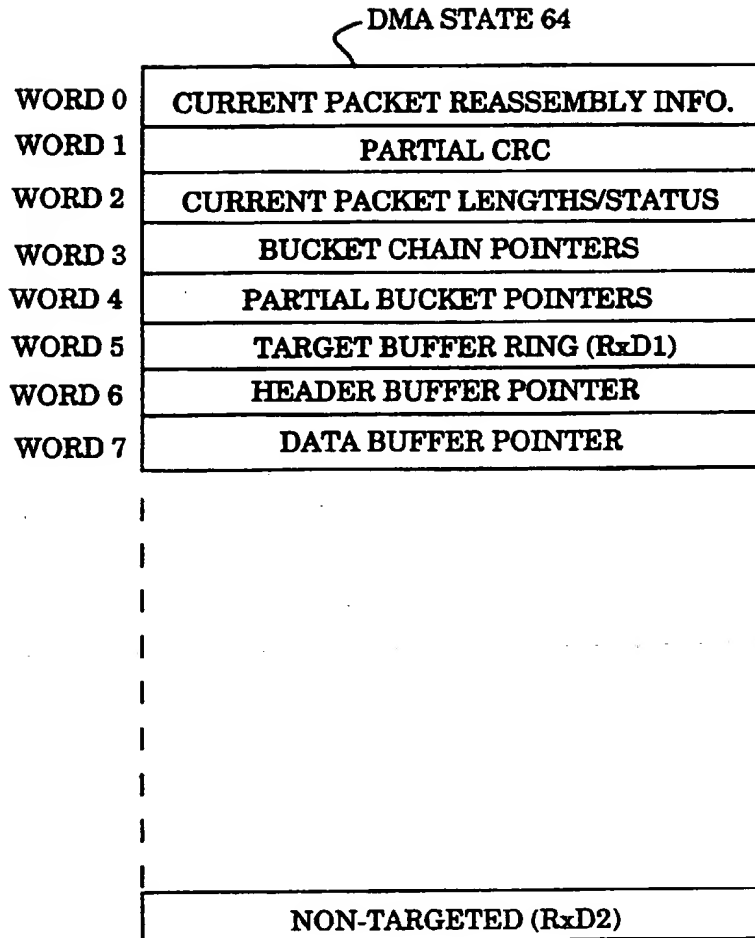 DMA STATE 64
WORD 0 CURRENT PACKET REASSEMBLY INFO.
WORD 1 PARTIAL CRC
WORD 2 CURRENT PACKET LENGTHS/STATUS
WORD 3 BUCKET CHAIN POINTERS
WORD 4 PARTIAL BUCKET POINTERS
WORD 5 TARGET BUFFER RING (RxD1)
WORD 6 HEADER BUFFER POINTER
WORD 7 DATA BUFFER POINTER
NON-TARGETED (RxD2)